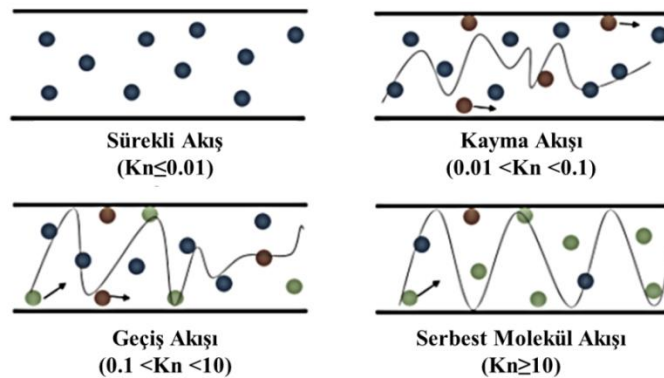 Sürekli Akış
(Kn≤0.01)
Kayma Akışı
(0.01 <Kn <0.1)
Geçiş Akışı
(0.1 <Kn <10)
Serbest Molekül Akışı
(Kn≥10)